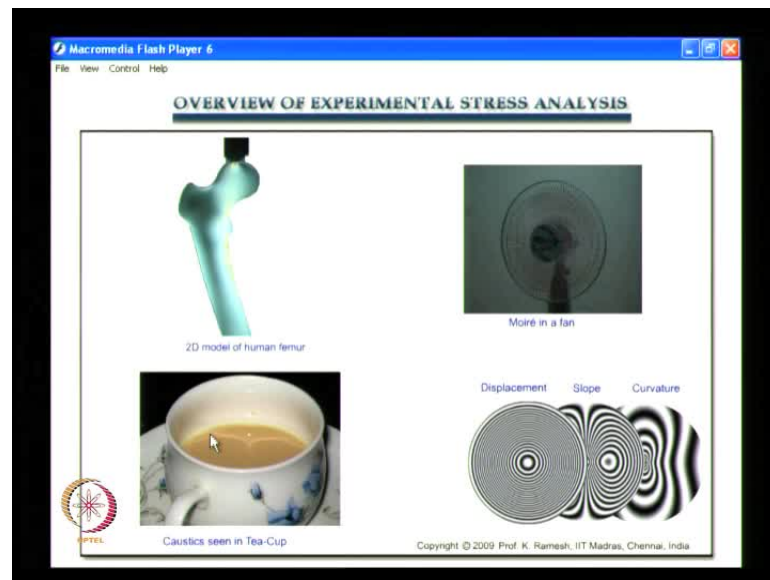 Macromedia Flash Player 6
File View Control Help
OVERVIEW OF EXPERIMENTAL STRESS ANALYSIS
2D model of human femur
Moiré in a fan
Displacement Slope Curvature
Caustics seen in Tea-Cup
NPTEL
Copyright © 2009 Prof. K. Ramesh, IIT Madras, Chennai, India